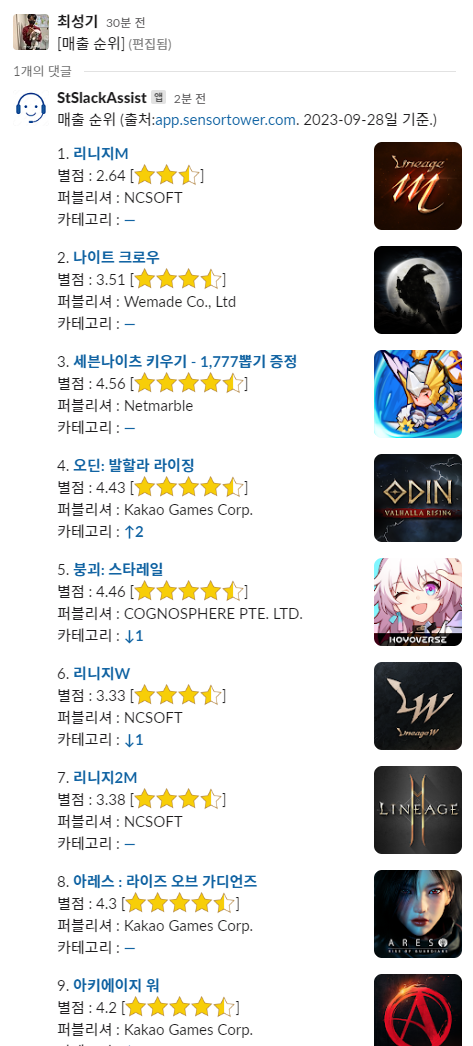 최성기 30분 전
[매출 순위] (편집됨)
1개의 댓글
StSlackAssist 앱 2분 전
매출 순위 (출처:app.sensortower.com. 2023-09-28일 기준.)
1. 리니지M
별점 : 2.64 []
퍼블리셔 : NCSOFT
카테고리 : –
Lineage M
2. 나이트 크로우
별점 : 3.51 []
퍼블리셔 : Wemade Co., Ltd
카테고리 : –
3. 세븐나이츠 키우기 - 1,777뽑기 증정
별점 : 4.56 []
퍼블리셔 : Netmarble
카테고리 : –
4. 오딘: 발할라 라이징
별점 : 4.43 []
퍼블리셔 : Kakao Games Corp.
카테고리 : ↑2
ODIN
VALHALLA RISING
5. 붕괴: 스타레일
별점 : 4.46 []
퍼블리셔 : COGNOSPHERE PTE. LTD.
카테고리 : ↓1
HOYOVERSE
6. 리니지W
별점 : 3.33 []
퍼블리셔 : NCSOFT
카테고리 : ↓1
LW
Lineage W
7. 리니지2M
별점 : 3.38 []
퍼블리셔 : NCSOFT
카테고리 : –
LINEAGE II
8. 아레스 : 라이즈 오브 가디언즈
별점 : 4.3 []
퍼블리셔 : Kakao Games Corp.
카테고리 : –
ARES
RISE OF GUARDIANS
9. 아키에이지 워
별점 : 4.2 []
퍼블리셔 : Kakao Games Corp.